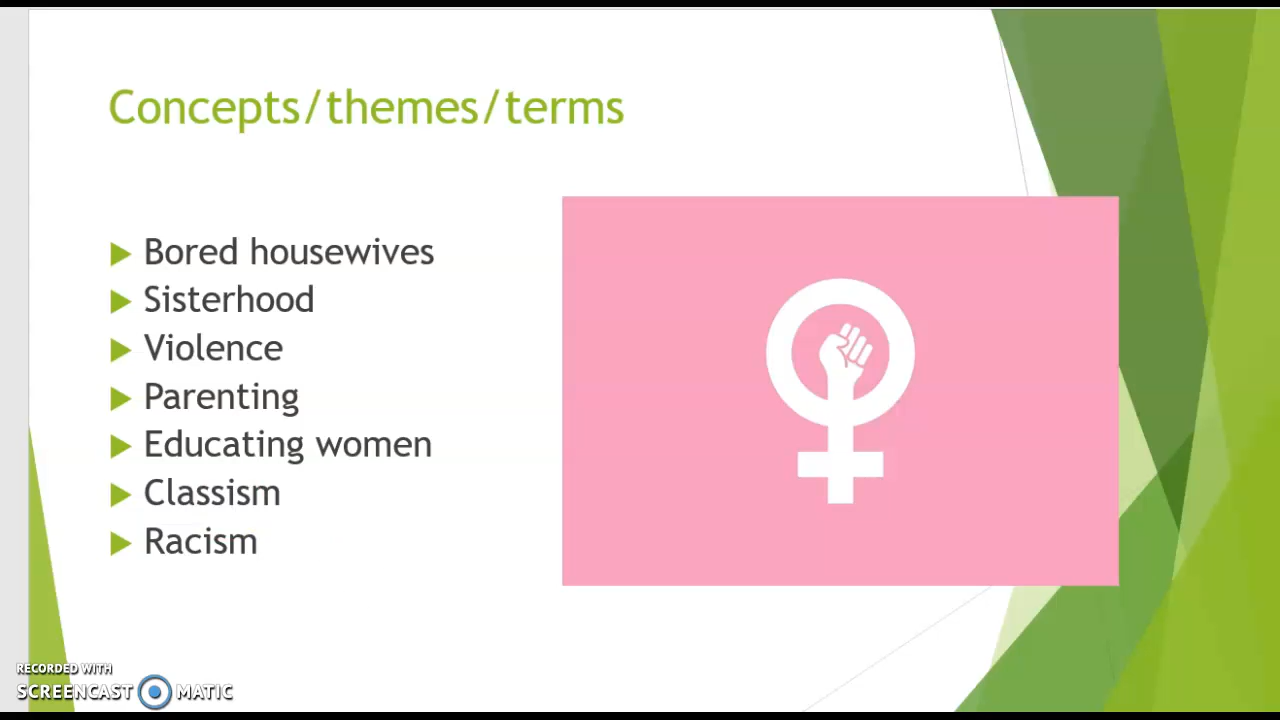 Concepts/themes/terms
Bored housewives
Sisterhood
Violence
Parenting
Educating women
Classism
Racism
RECORDED WITH
SCREENCAST MATIC